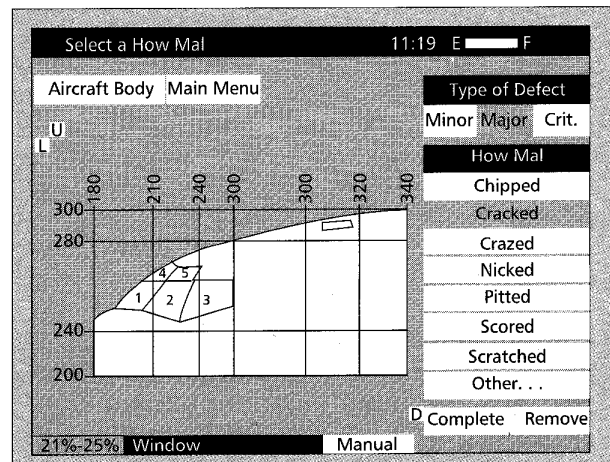 Select a How Mal 11:19 E F
Aircraft Body Main Menu
Type of Defect
Minor Major Crit.
U
L
How Mal
Chipped
Cracked
Crazed
Nicked
Pitted
Scored
Scratched
Other. . .
180 210 240 300 300 320 340
300
280
240
200
4 5
1 2 3
D Complete Remove
21%-25% Window Manual